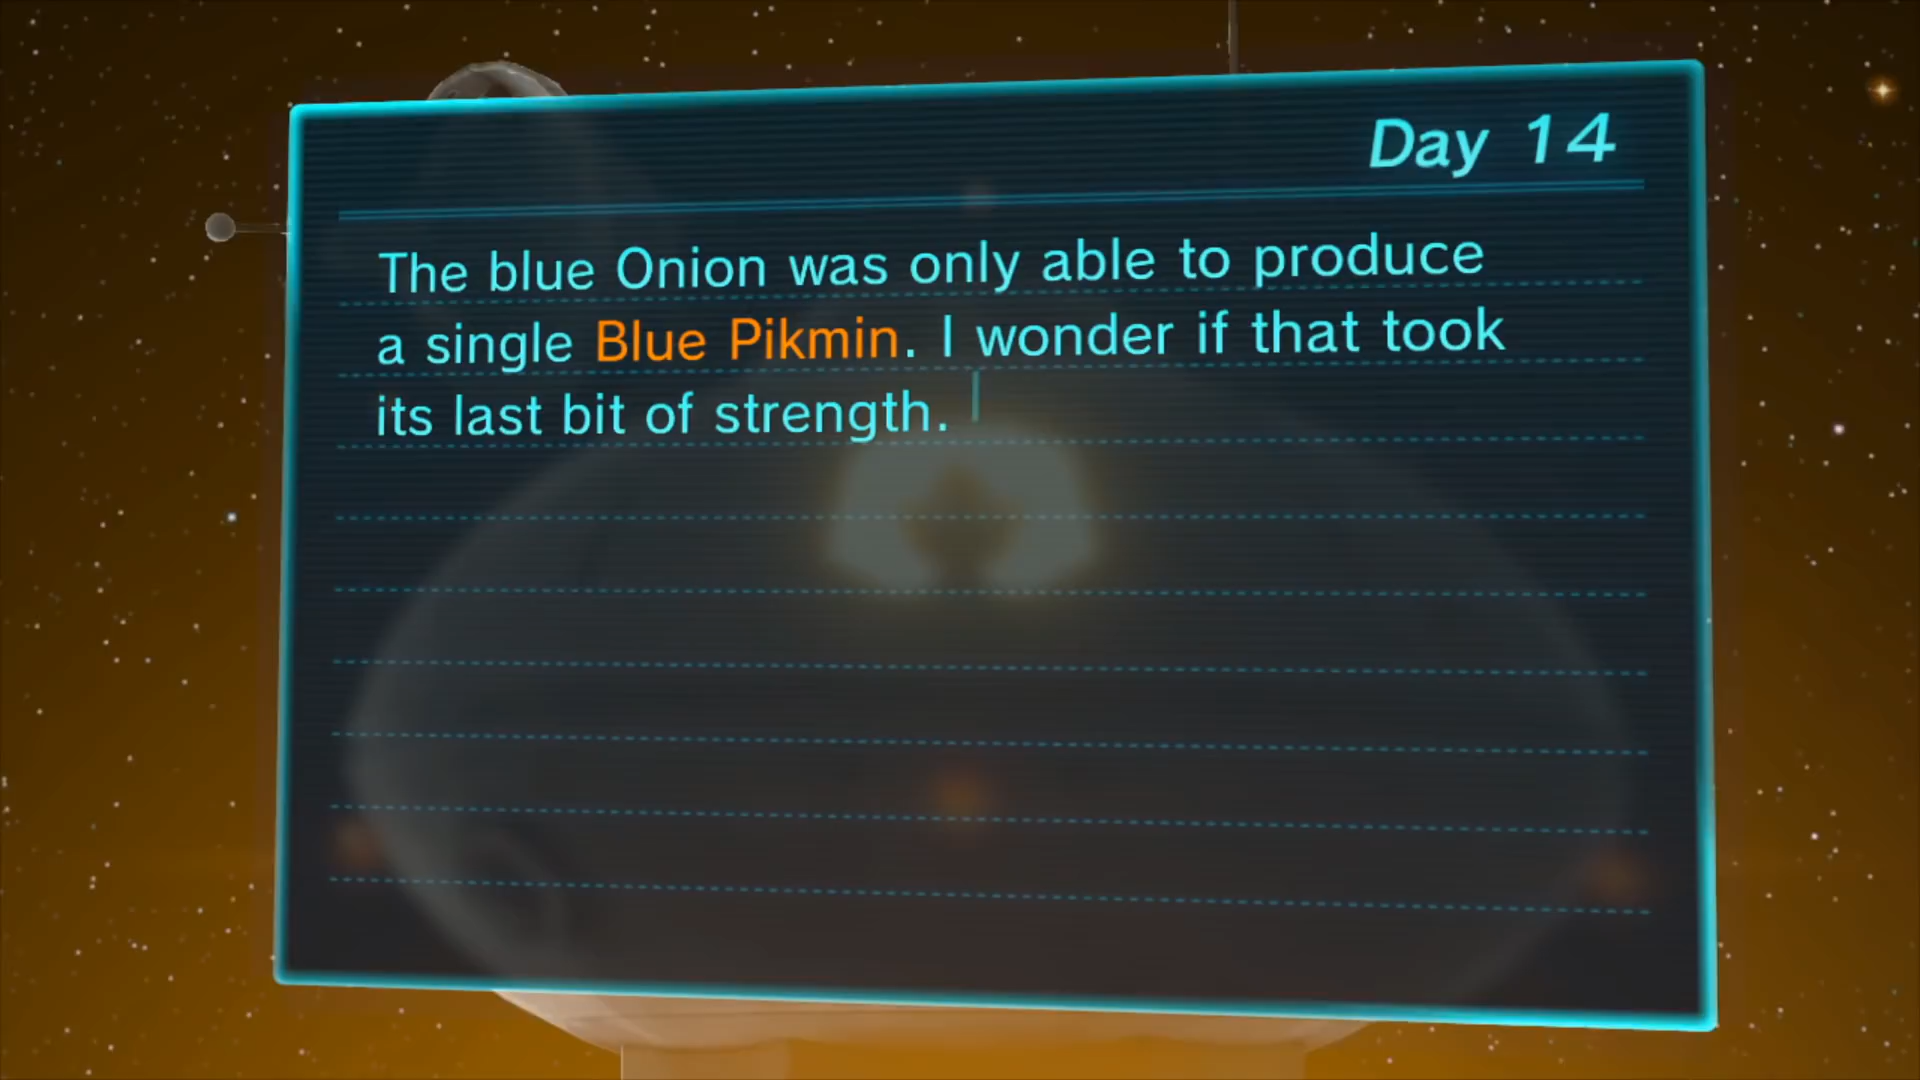 Day 14
The blue Onion was only able to produce
a single Blue Pikmin. I wonder if that took
its last bit of strength.